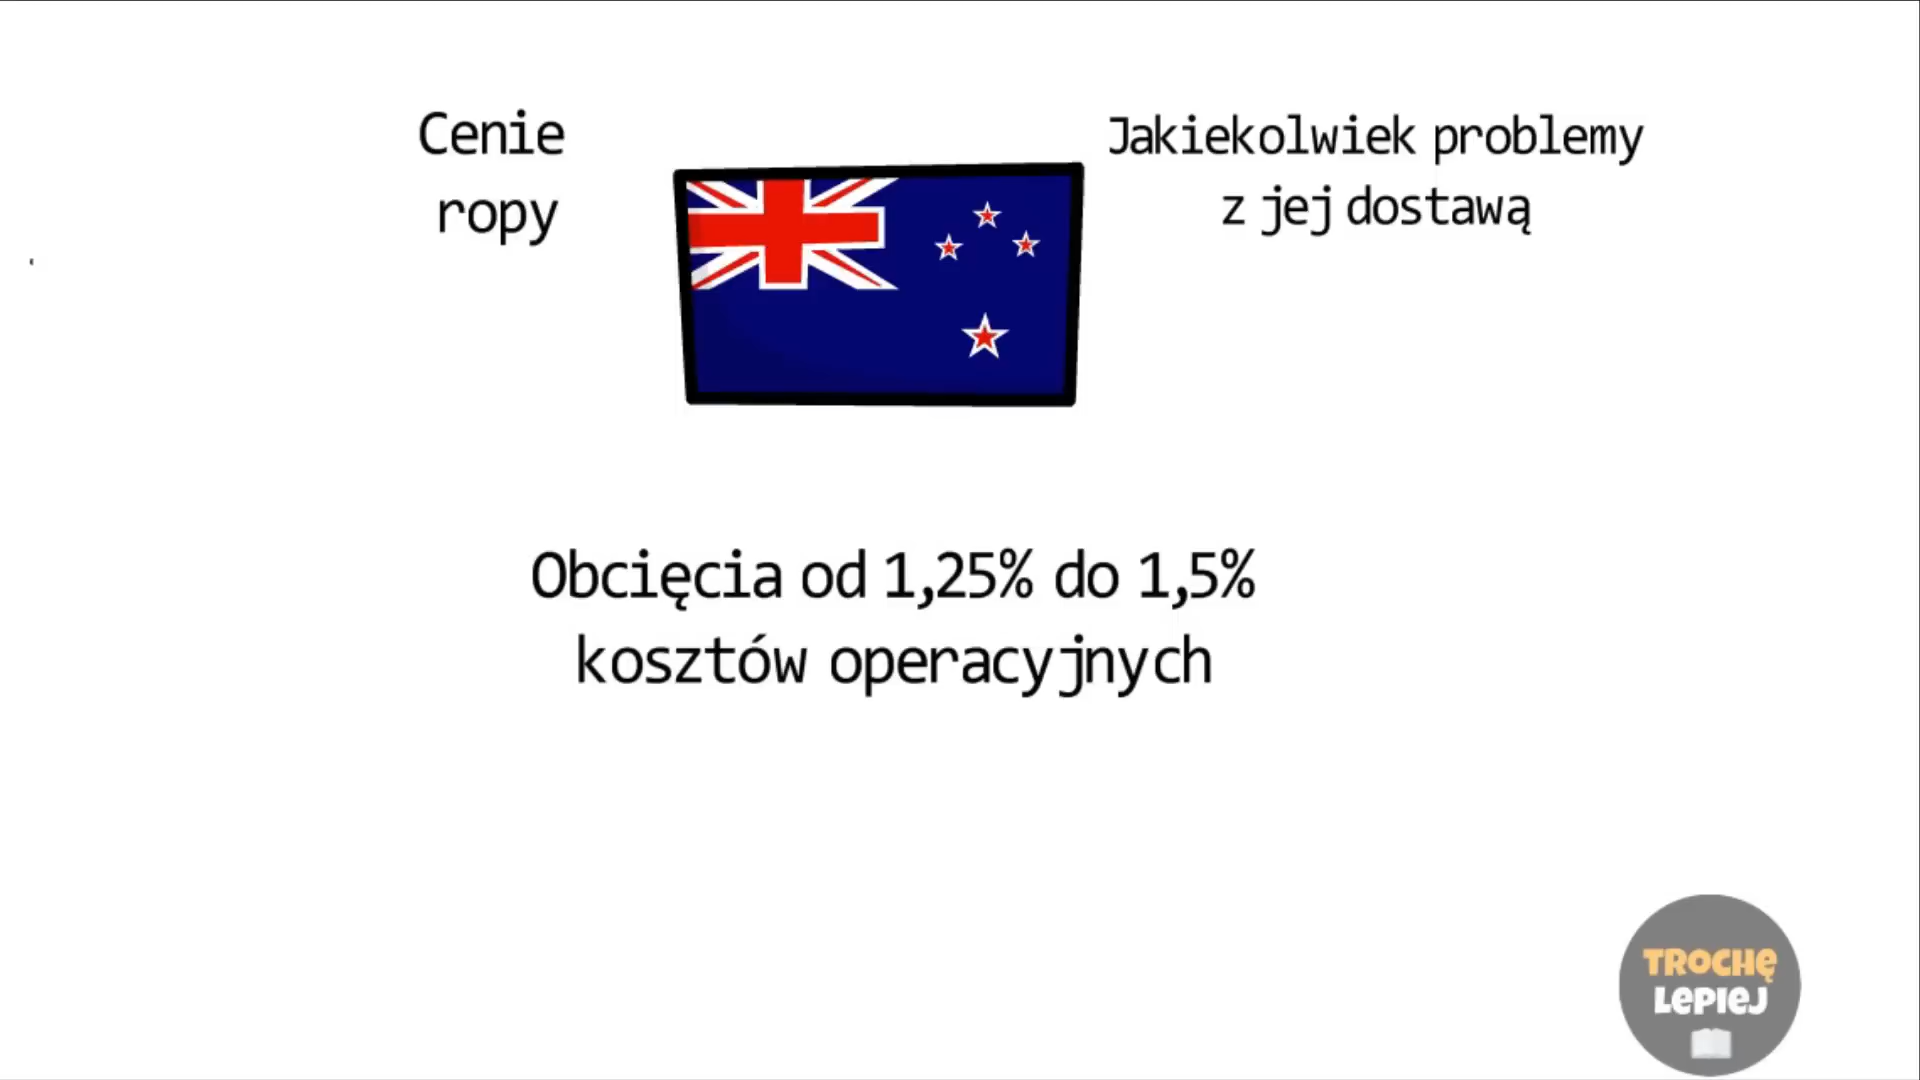 Cenie
ropy
Jakiekolwiek problemy
z jej dostawą
Obcięcia od 1,25% do 1,5%
kosztów operacyjnych
TROCHĘ
LEPIEJ